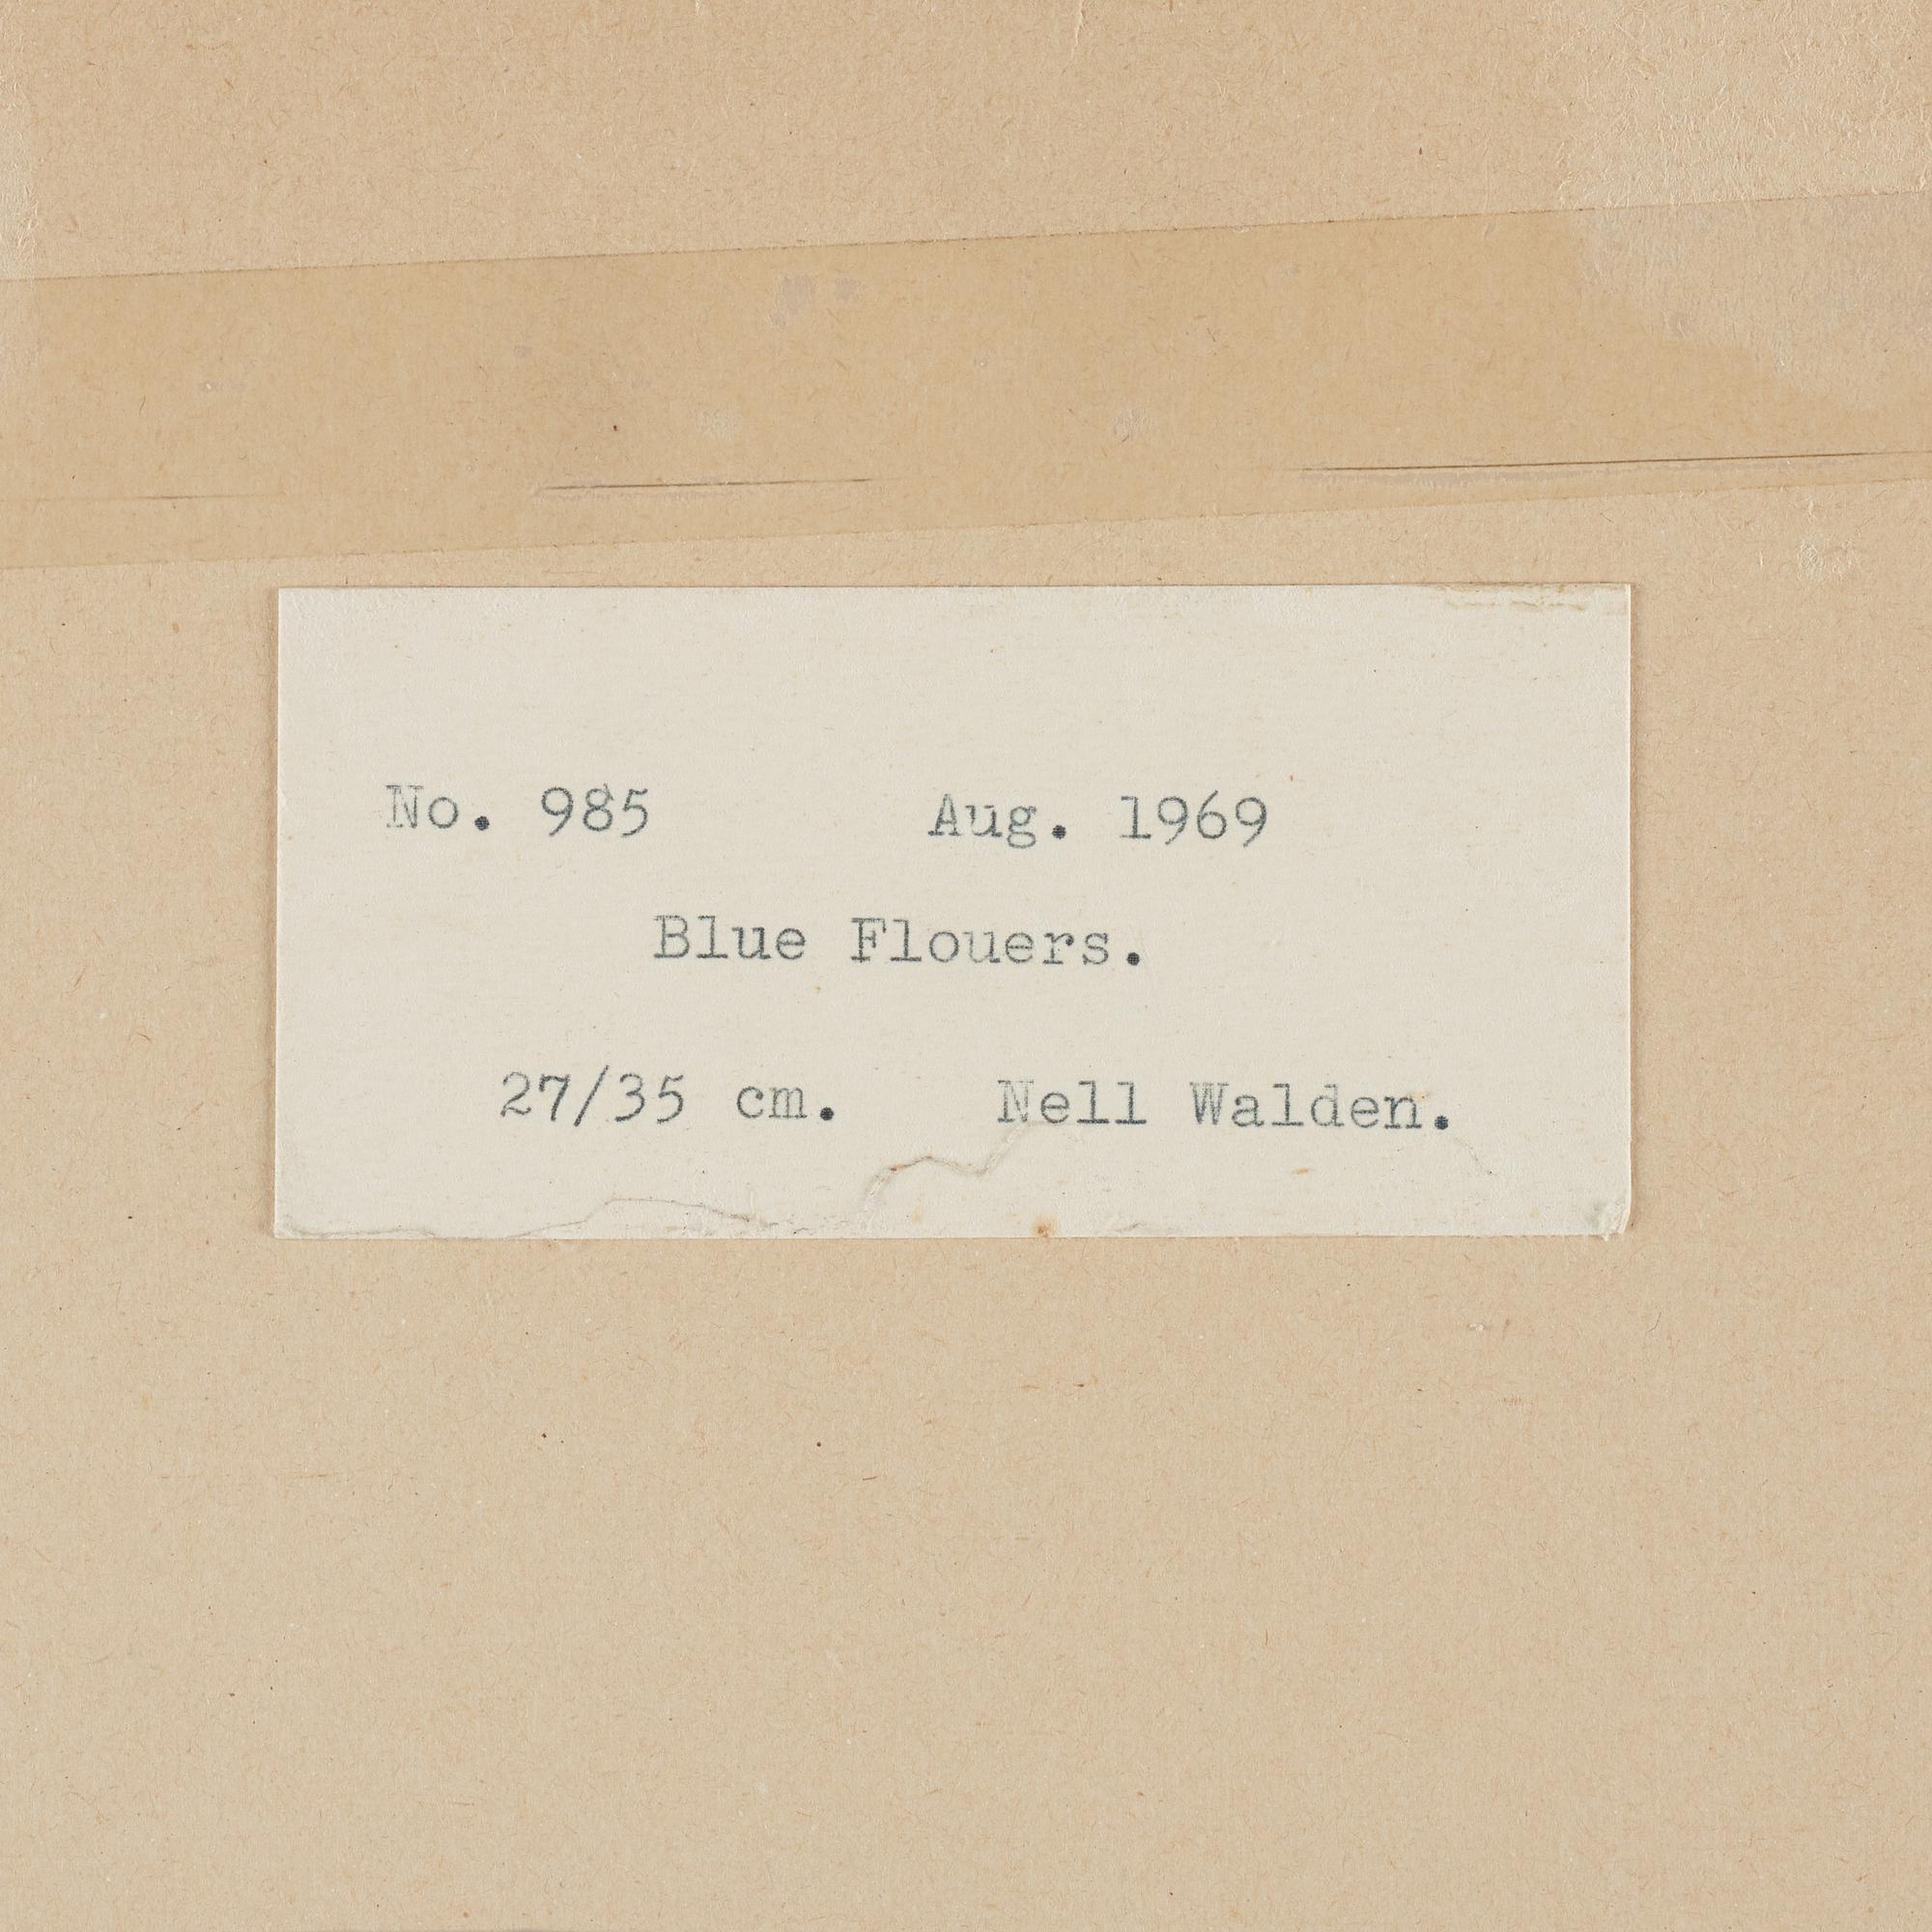 No. 985 Aug. 1969
Blue Flouers.
27/35 cm. Nell Walden.